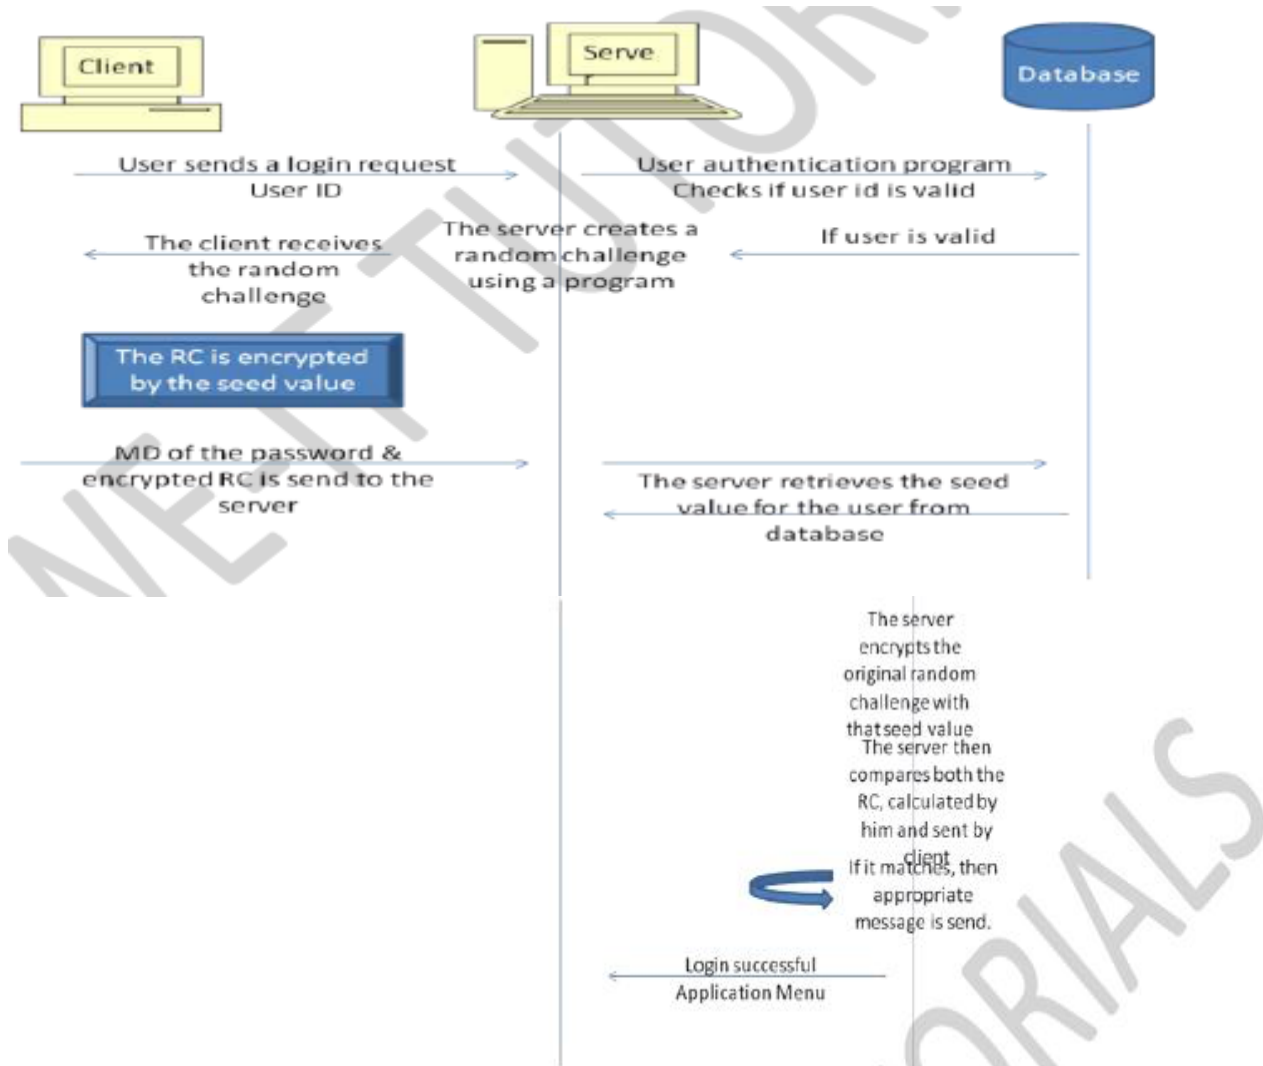 Client
Serve
r
Database
User sends a login request
User ID
User authentication program
Checks if user id is valid
The client receives
the random
challenge
The server creates a
random challenge
using a program
If user is valid
The RC is encrypted
by the seed value
MD of the password &
encrypted RC is send to the
server
The server retrieves the seed
value for the user from
database
The server
encrypts the
original random
challenge with
that seed value
The server then
compares both the
RC, calculated by
him and sent by
client
If it matches, then
appropriate
message is send.
Login successful
Application Menu
WE-IT TUTORI
ORIALS